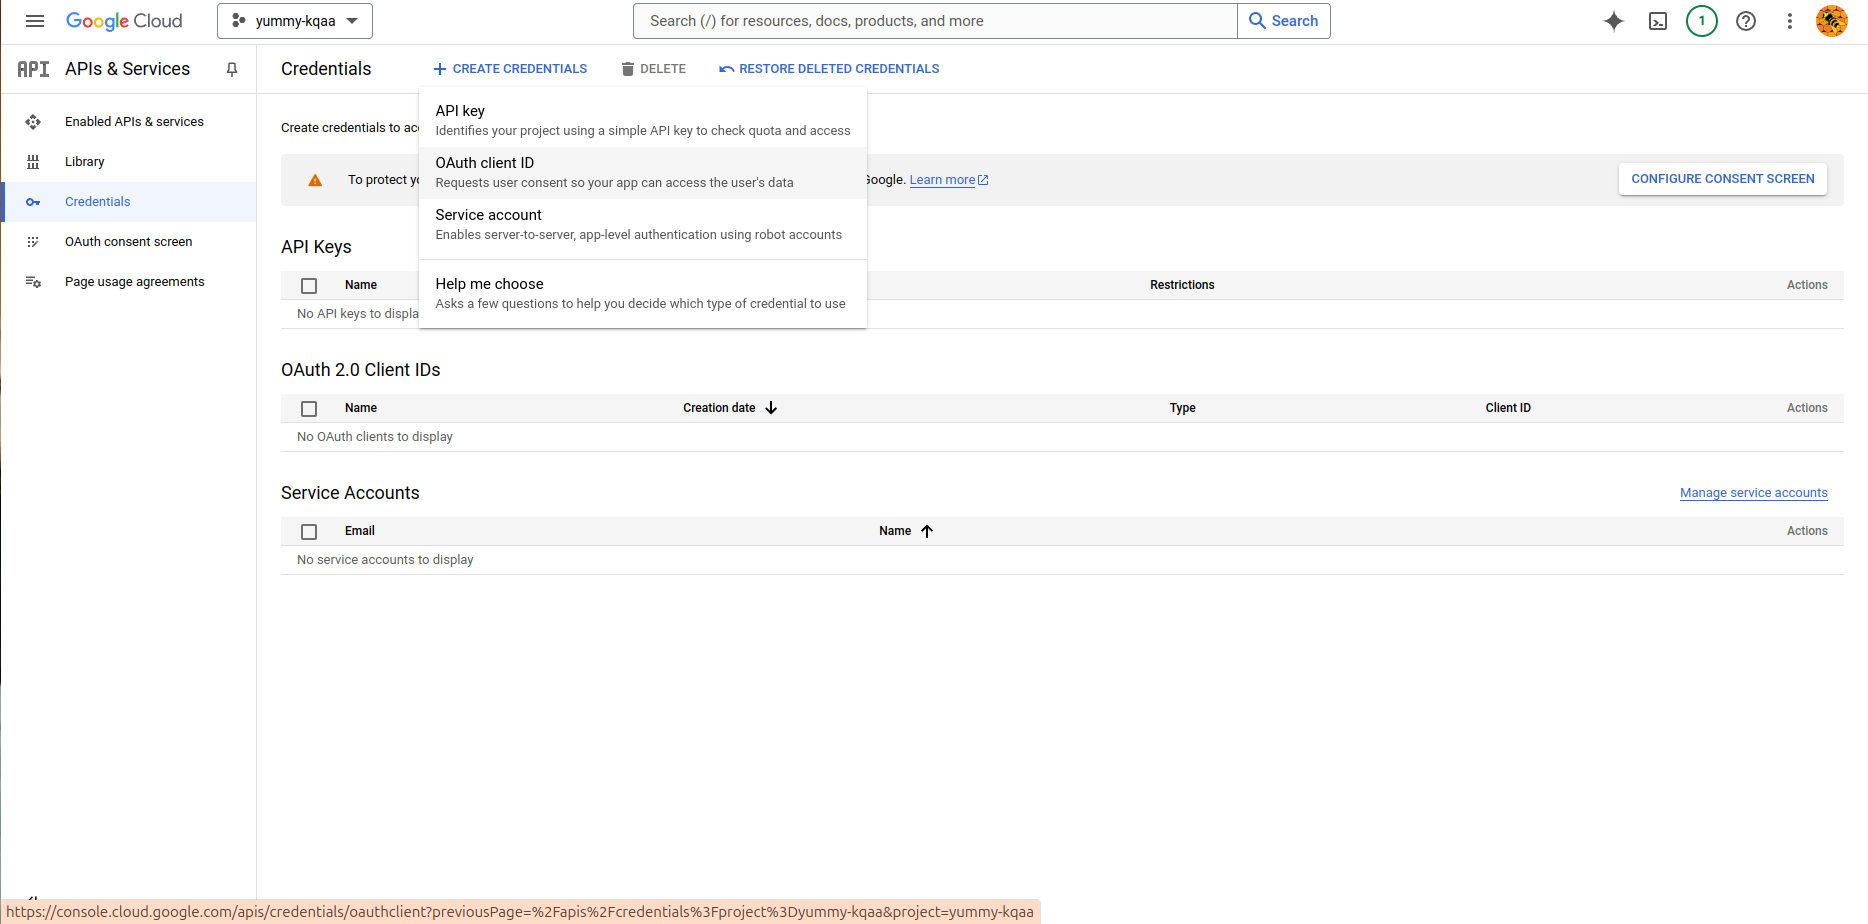 Google Cloud
yummy-kqaa
Search (/) for resources, docs, products, and more
Search
1
API
APIs & Services
Credentials
CREATE CREDENTIALS
DELETE
RESTORE DELETED CREDENTIALS
Enabled APIs & services
Library
Credentials
OAuth consent screen
Page usage agreements
API key
Identifies your project using a simple API key to check quota and access
OAuth client ID
Requests user consent so your app can access the user's data
Service account
Enables server-to-server, app-level authentication using robot accounts
Help me choose
Asks a few questions to help you decide which type of credential to use
Create credentials to
To protect
Google. Learn more
CONFIGURE CONSENT SCREEN
API Keys
Name
Restrictions
Actions
No API keys to displa
OAuth 2.0 Client IDs
Name
Creation date
Type
Client ID
Actions
No OAuth clients to display
Service Accounts
Manage service accounts
Email
Name
Actions
No service accounts to display
https://console.cloud.google.com/apis/credentials/oauthclient?previousPage=%2Fapis%2Fcredentials%3Fproject%3Dyummy-kqaa&project=yummy-kqaa